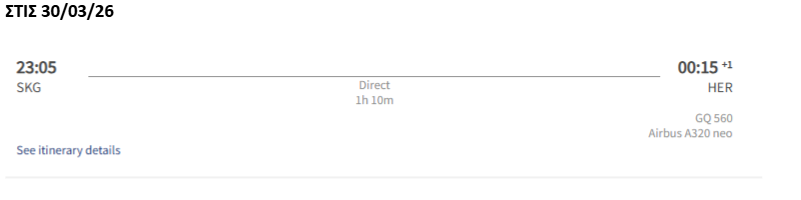 ΣΤΙΣ 30/03/26
23:05
00:15 +1
SKG
Direct
HER
1h 10m
GQ 560
Airbus A320 neo
See itinerary details